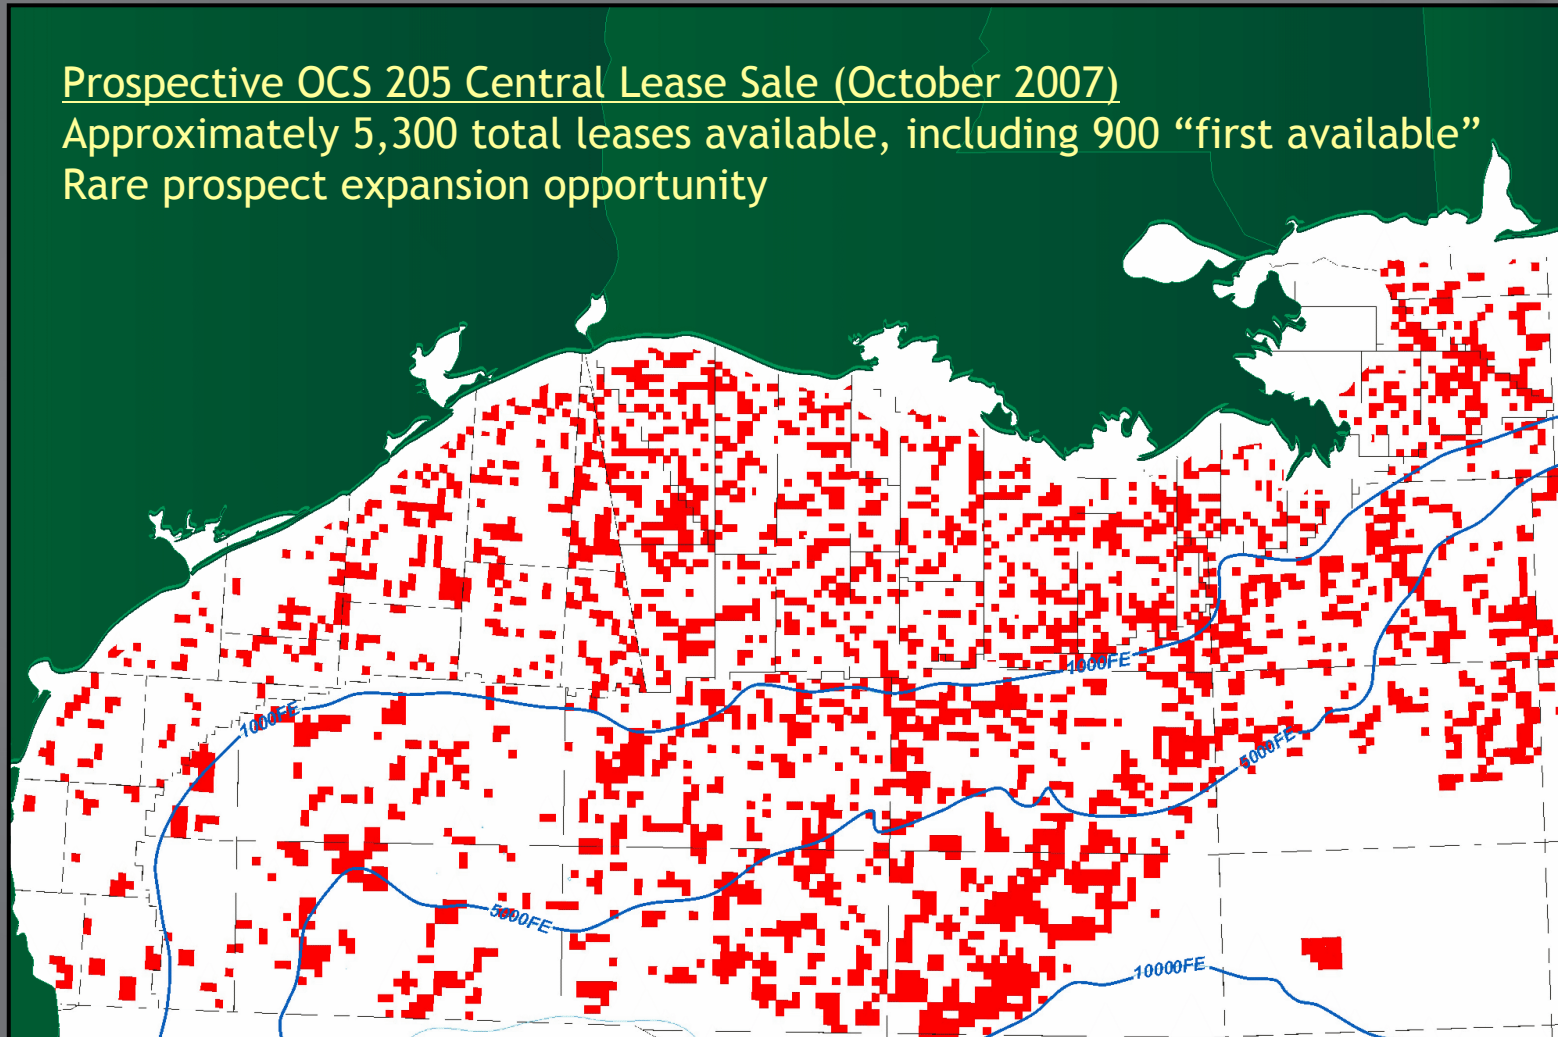 Prospective OCS 205 Central Lease Sale (October 2007)
Approximately 5,300 total leases available, including 900 “first available”
Rare prospect expansion opportunity
1000FE
1000FE
5000FE
5000FE
10000FE